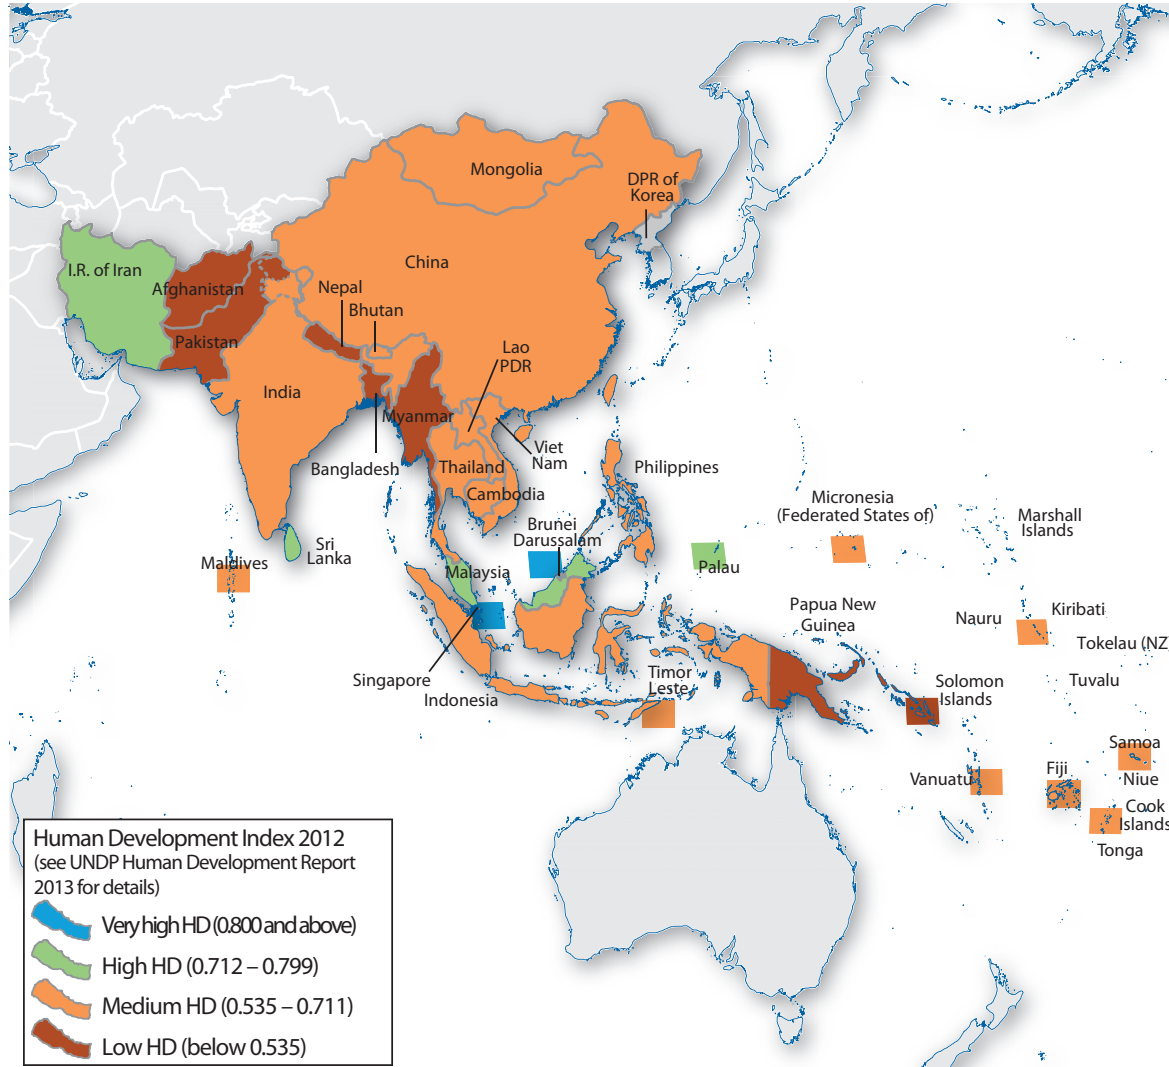 Mongolia
DPR of
Korea
China
I.R. of Iran
Afghanistan
Nepal
Bhutan
Pakistan
Lao
PDR
India
Myanmar
Viet
Nam
Bangladesh
Thailand
Philippines
Cambodia
Micronesia
(Federated States of)
Marshall
Islands
Brunei
Darussalam
Sri
Lanka
Maldives
Malaysia
Palau
Papua New
Guinea
Nauru
Kiribati
Tokelau (NZ)
Singapore
Indonesia
Timor
Leste
Solomon
Islands
Tuvalu
Samoa
Vanuatu
Fiji
Niue
Cook
Islands
Tonga
Human Development Index 2012
(see UNDP Human Development Report
2013 for details)
Very high HD (0.800 and above)
High HD (0.712 – 0.799)
Medium HD (0.535 – 0.711)
Low HD (below 0.535)